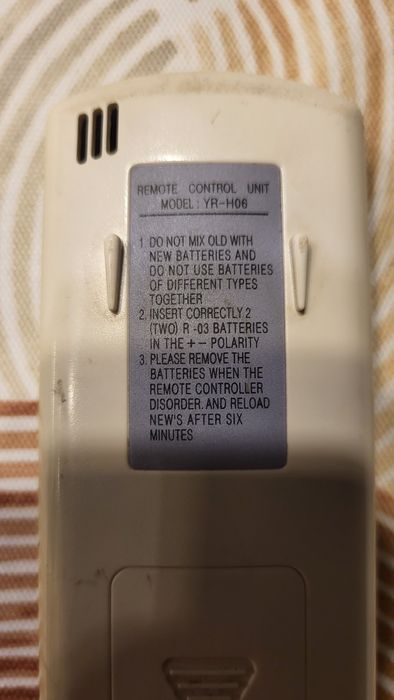 REMOTE CONTROL UNIT
MODEL : YR-H06
1. DO NOT MIX OLD WITH
NEW BATTERIES AND
DO NOT USE BATTERIES
OF DIFFERENT TYPES
TOGETHER
2. INSERT CORRECTLY 2
(TWO) R -03 BATTERIES
IN THE + - POLARITY
3. PLEASE REMOVE THE
BATTERIES WHEN THE
REMOTE CONTROLLER
DISORDER. AND RELOAD
NEW'S AFTER SIX
MINUTES